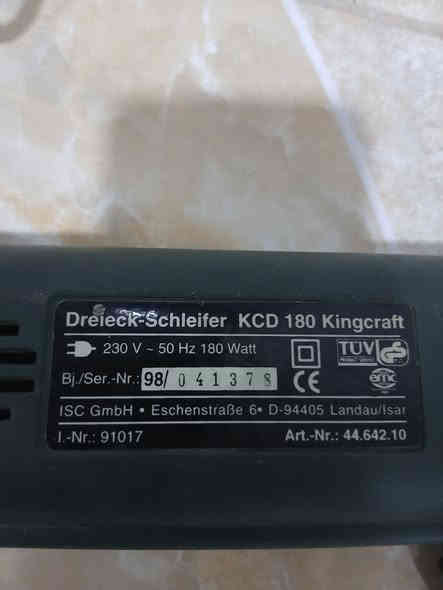 Dreieck-Schleifer KCD 180 Kingcraft
230 V ~ 50 Hz 180 Watt
TÜV
Bj./Ser.-Nr.: 98/ 041378
CE
emc
ISC GmbH • Eschenstraße 6 • D-94405 Landau/Isar
I.-Nr.: 91017 Art.-Nr.: 44.642.10